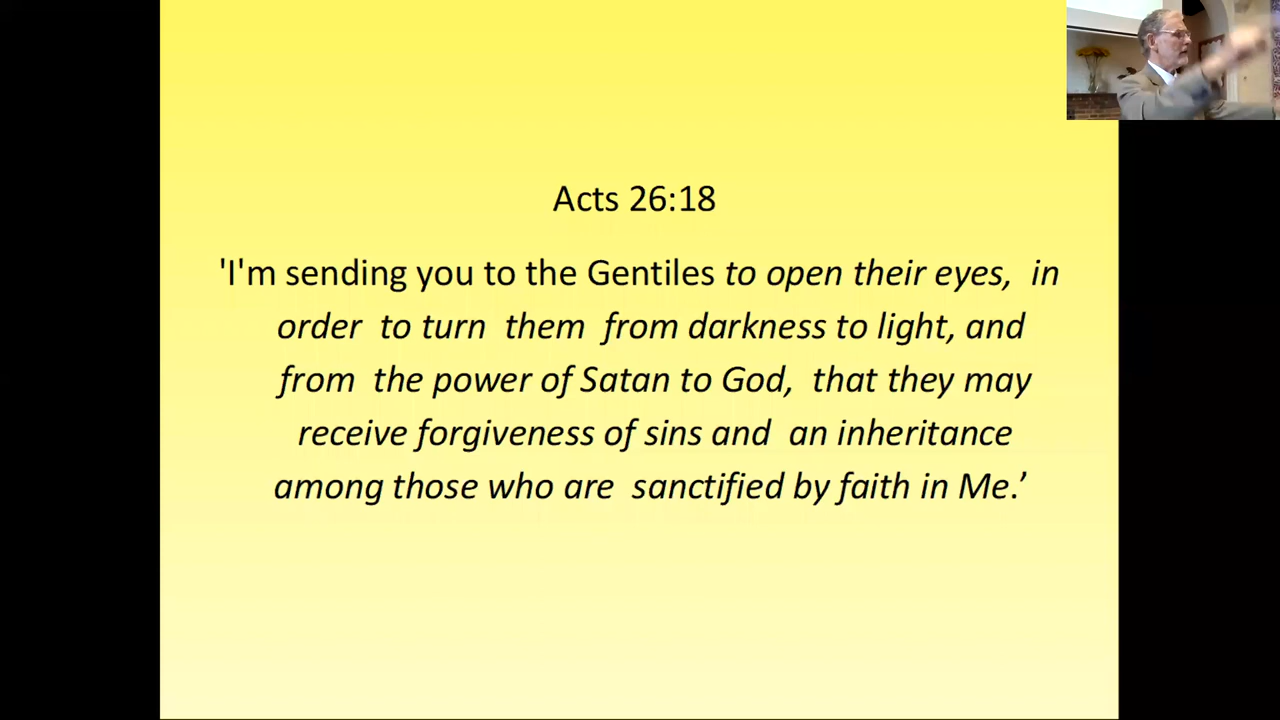 Acts 26:18
'I'm sending you to the Gentiles to open their eyes, in
order to turn them from darkness to light, and
from the power of Satan to God, that they may
receive forgiveness of sins and an inheritance
among those who are sanctified by faith in Me.’